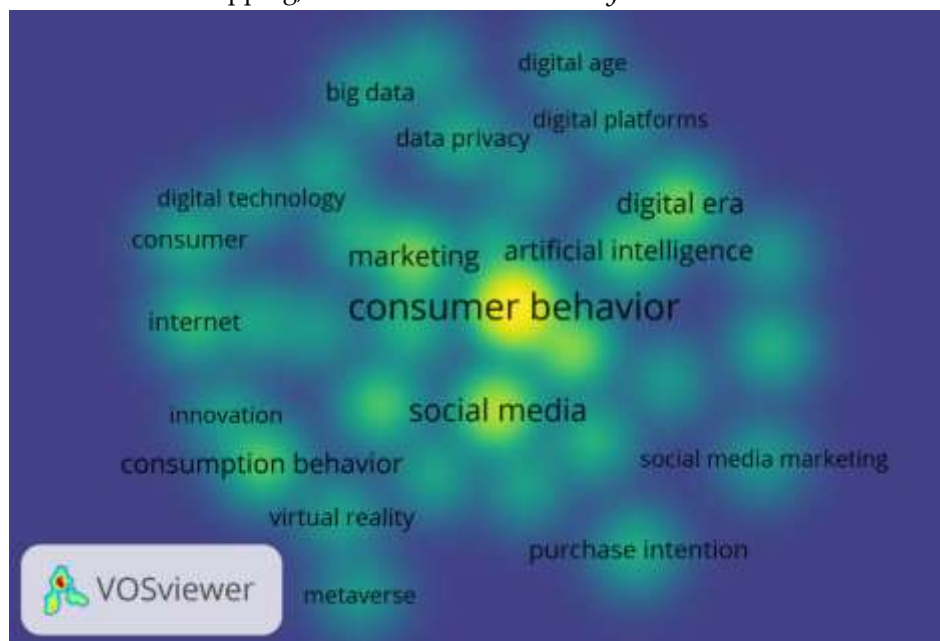 digital age
big data
digital platforms
data privacy
digital technology
digital era
consumer
marketing
artificial intelligence
consumer behavior
internet
social media
innovation
consumption behavior
social media marketing
virtual reality
purchase intention
VOSviewer
metaverse